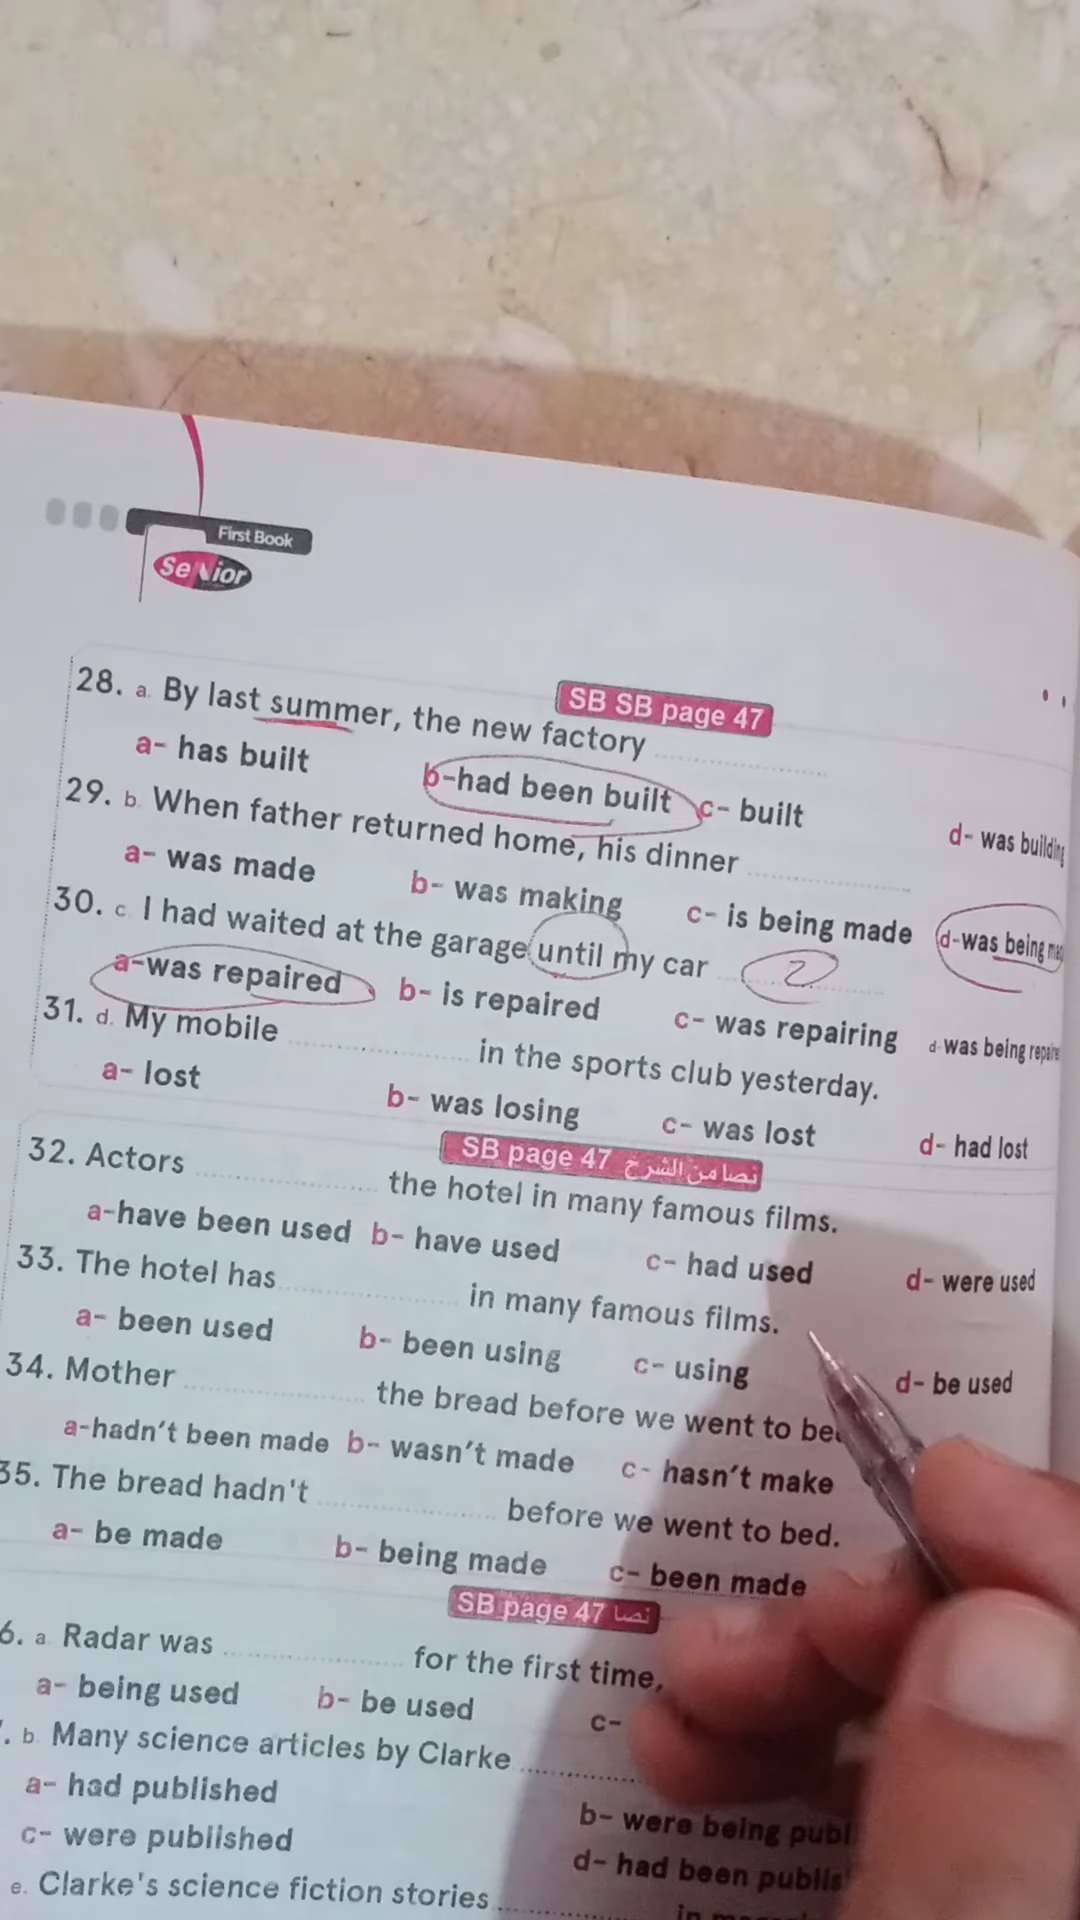 First Book
Senior
SB SB page 47
28. a. By last summer, the new factory ..............
a- has built b- had been built c- built d- was building
29. b. When father returned home, his dinner ..............
a- was made b- was making c- is being made d- was being
30. c. I had waited at the garage until my car .............. 2
a- was repaired b- is repaired c- was repairing d- was being
31. d. My mobile .............. in the sports club yesterday.
a- lost b- was losing c- was lost d- had lost
SB page 47 نصا من الشرح
32. Actors .............. the hotel in many famous films.
a- have been used b- have used c- had used d- were used
33. The hotel has .............. in many famous films.
a- been used b- been using c- using d- be used
34. Mother .............. the bread before we went to
a- hadn't been made b- wasn't made c- hasn't make
35. The bread hadn't .............. before we went to bed.
a- be made b- being made c- been made
SB page 47 نصا
6. a. Radar was .............. for the first time,
a- being used b- be used c-
b. Many science articles by Clarke ..............
a- had published b- were being
c- were published d- had been
e. Clarke's science fiction stories .............. in